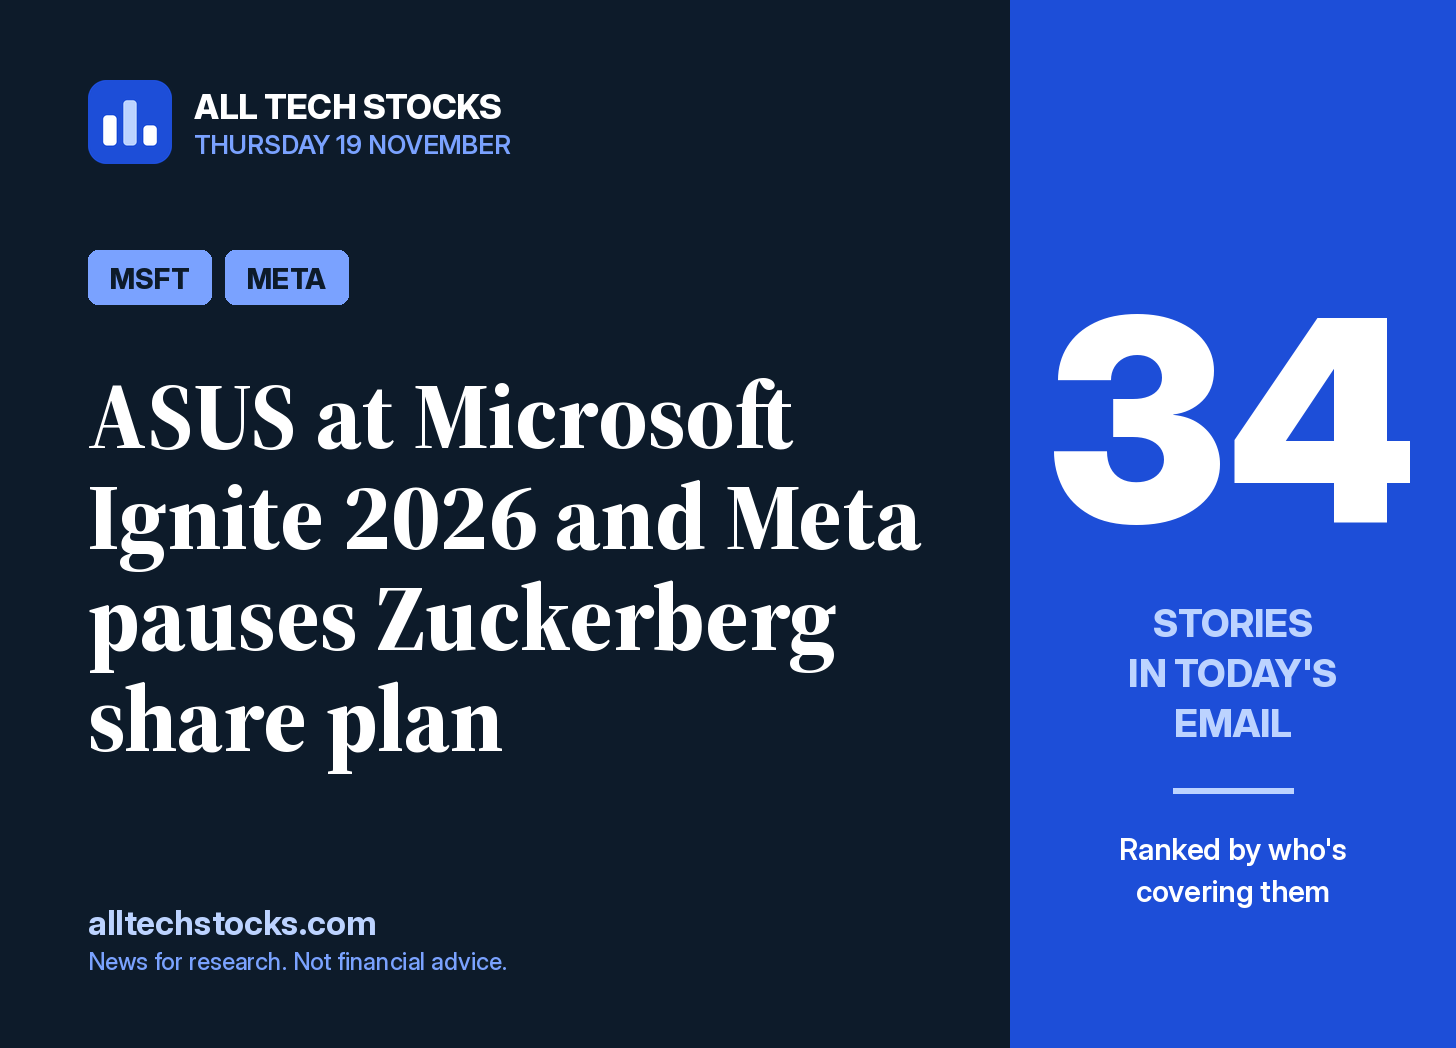 ALL TECH STOCKS
THURSDAY 19 NOVEMBER
MSFT META
ASUS at Microsoft
Ignite 2026 and Meta
pauses Zuckerberg
share plan
alltechstocks.com
News for research. Not financial advice.
34
STORIES
IN TODAY'S
EMAIL
Ranked by who's
covering them